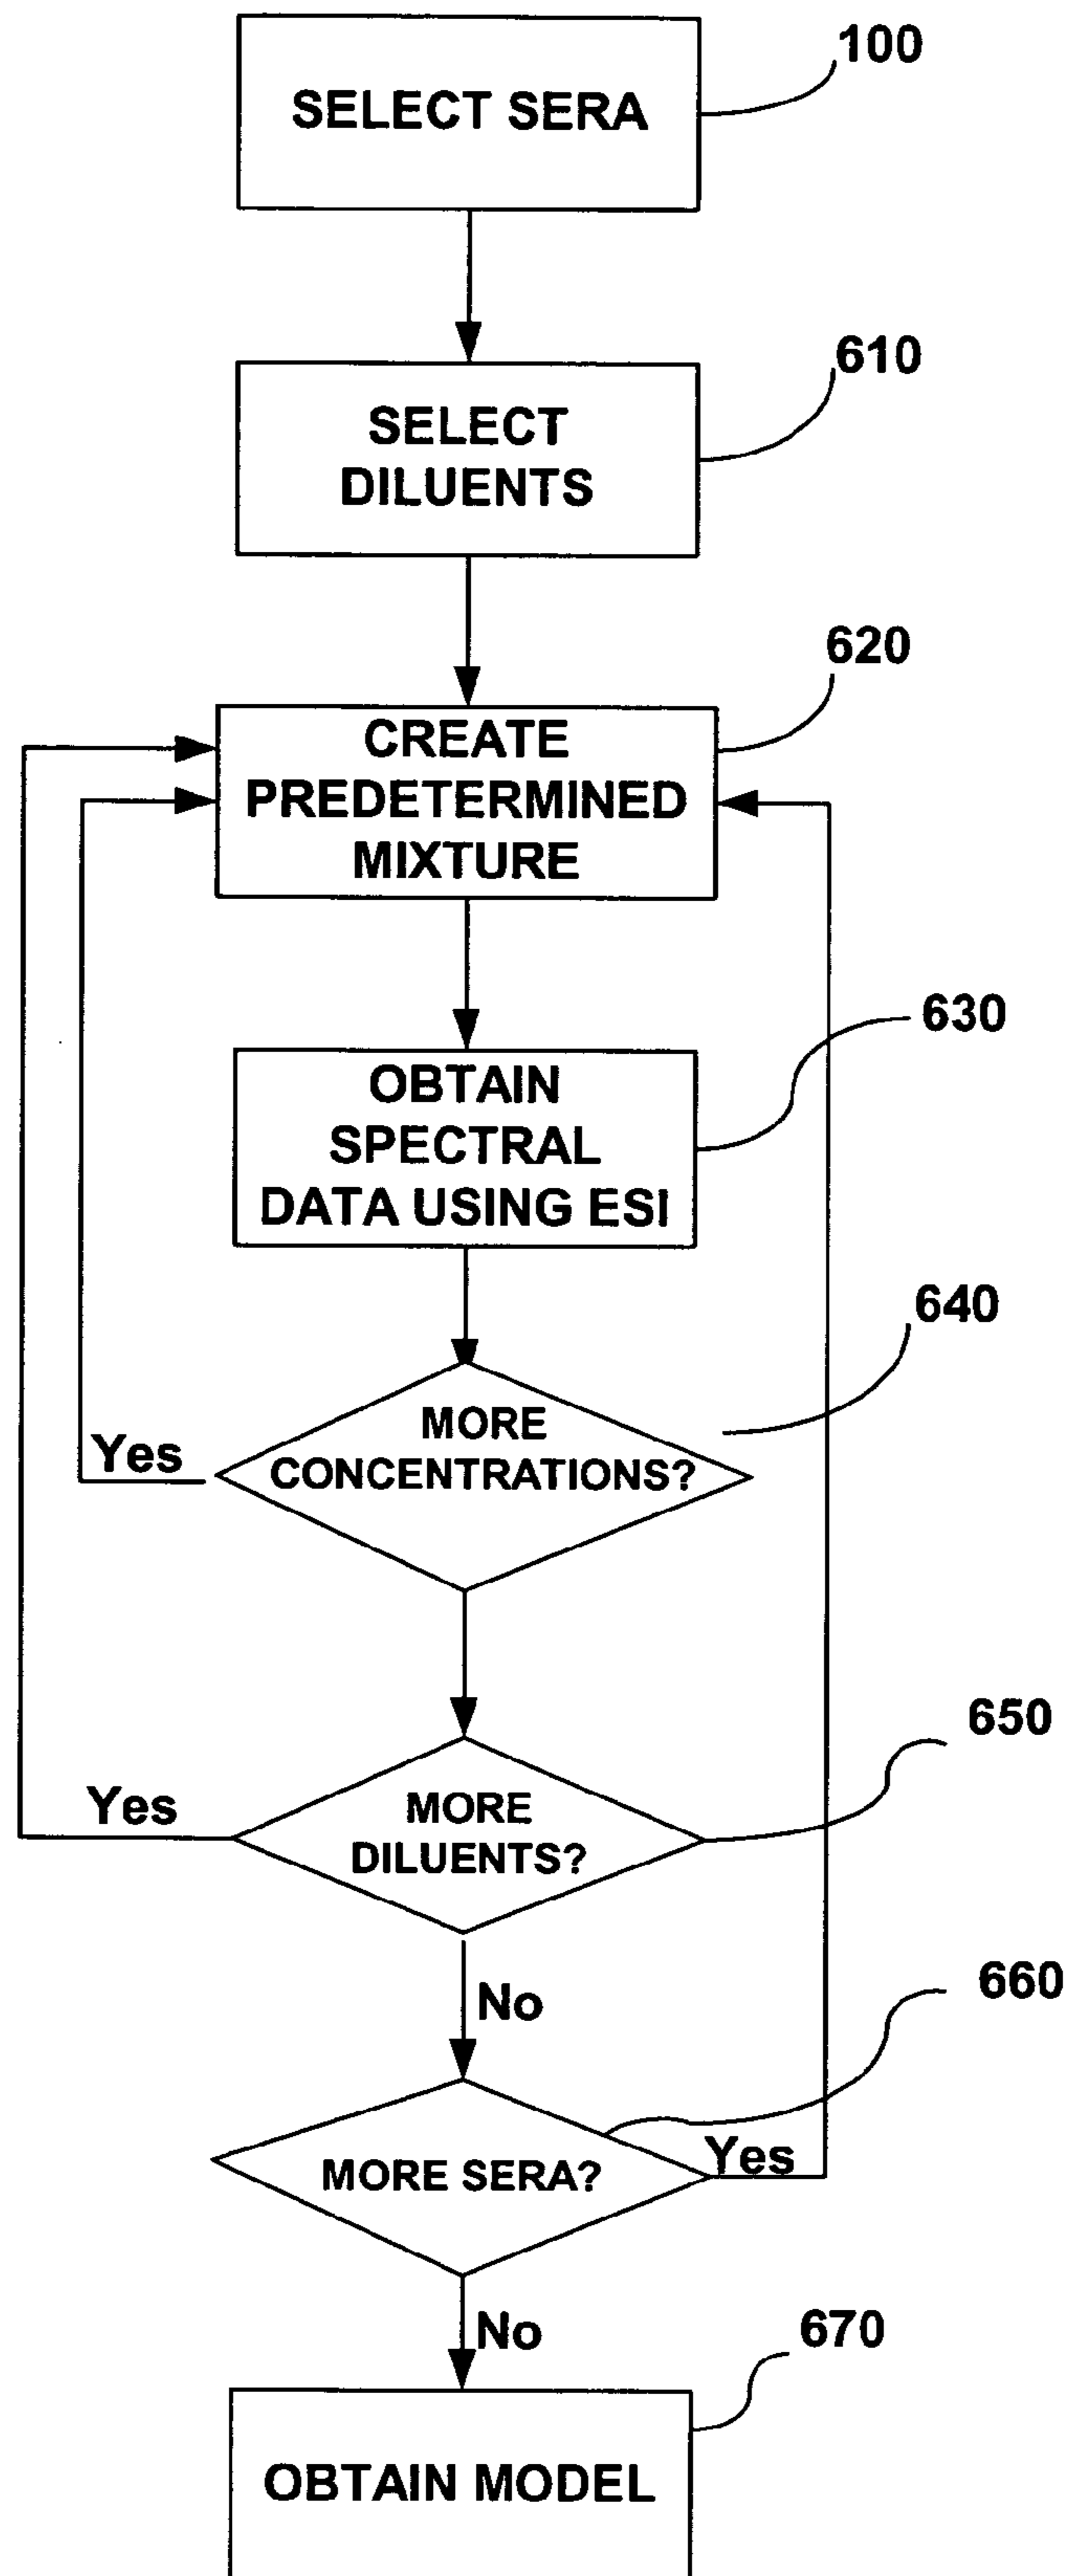 100
SELECT SERA
610
SELECT
DILUENTS
620
CREATE
PREDETERMINED
MIXTURE
630
OBTAIN
SPECTRAL
DATA USING ESI
640
MORE
CONCENTRATIONS?
Yes
650
MORE
DILUENTS?
Yes
No
660
MORE SERA?
Yes
No
670
OBTAIN MODEL